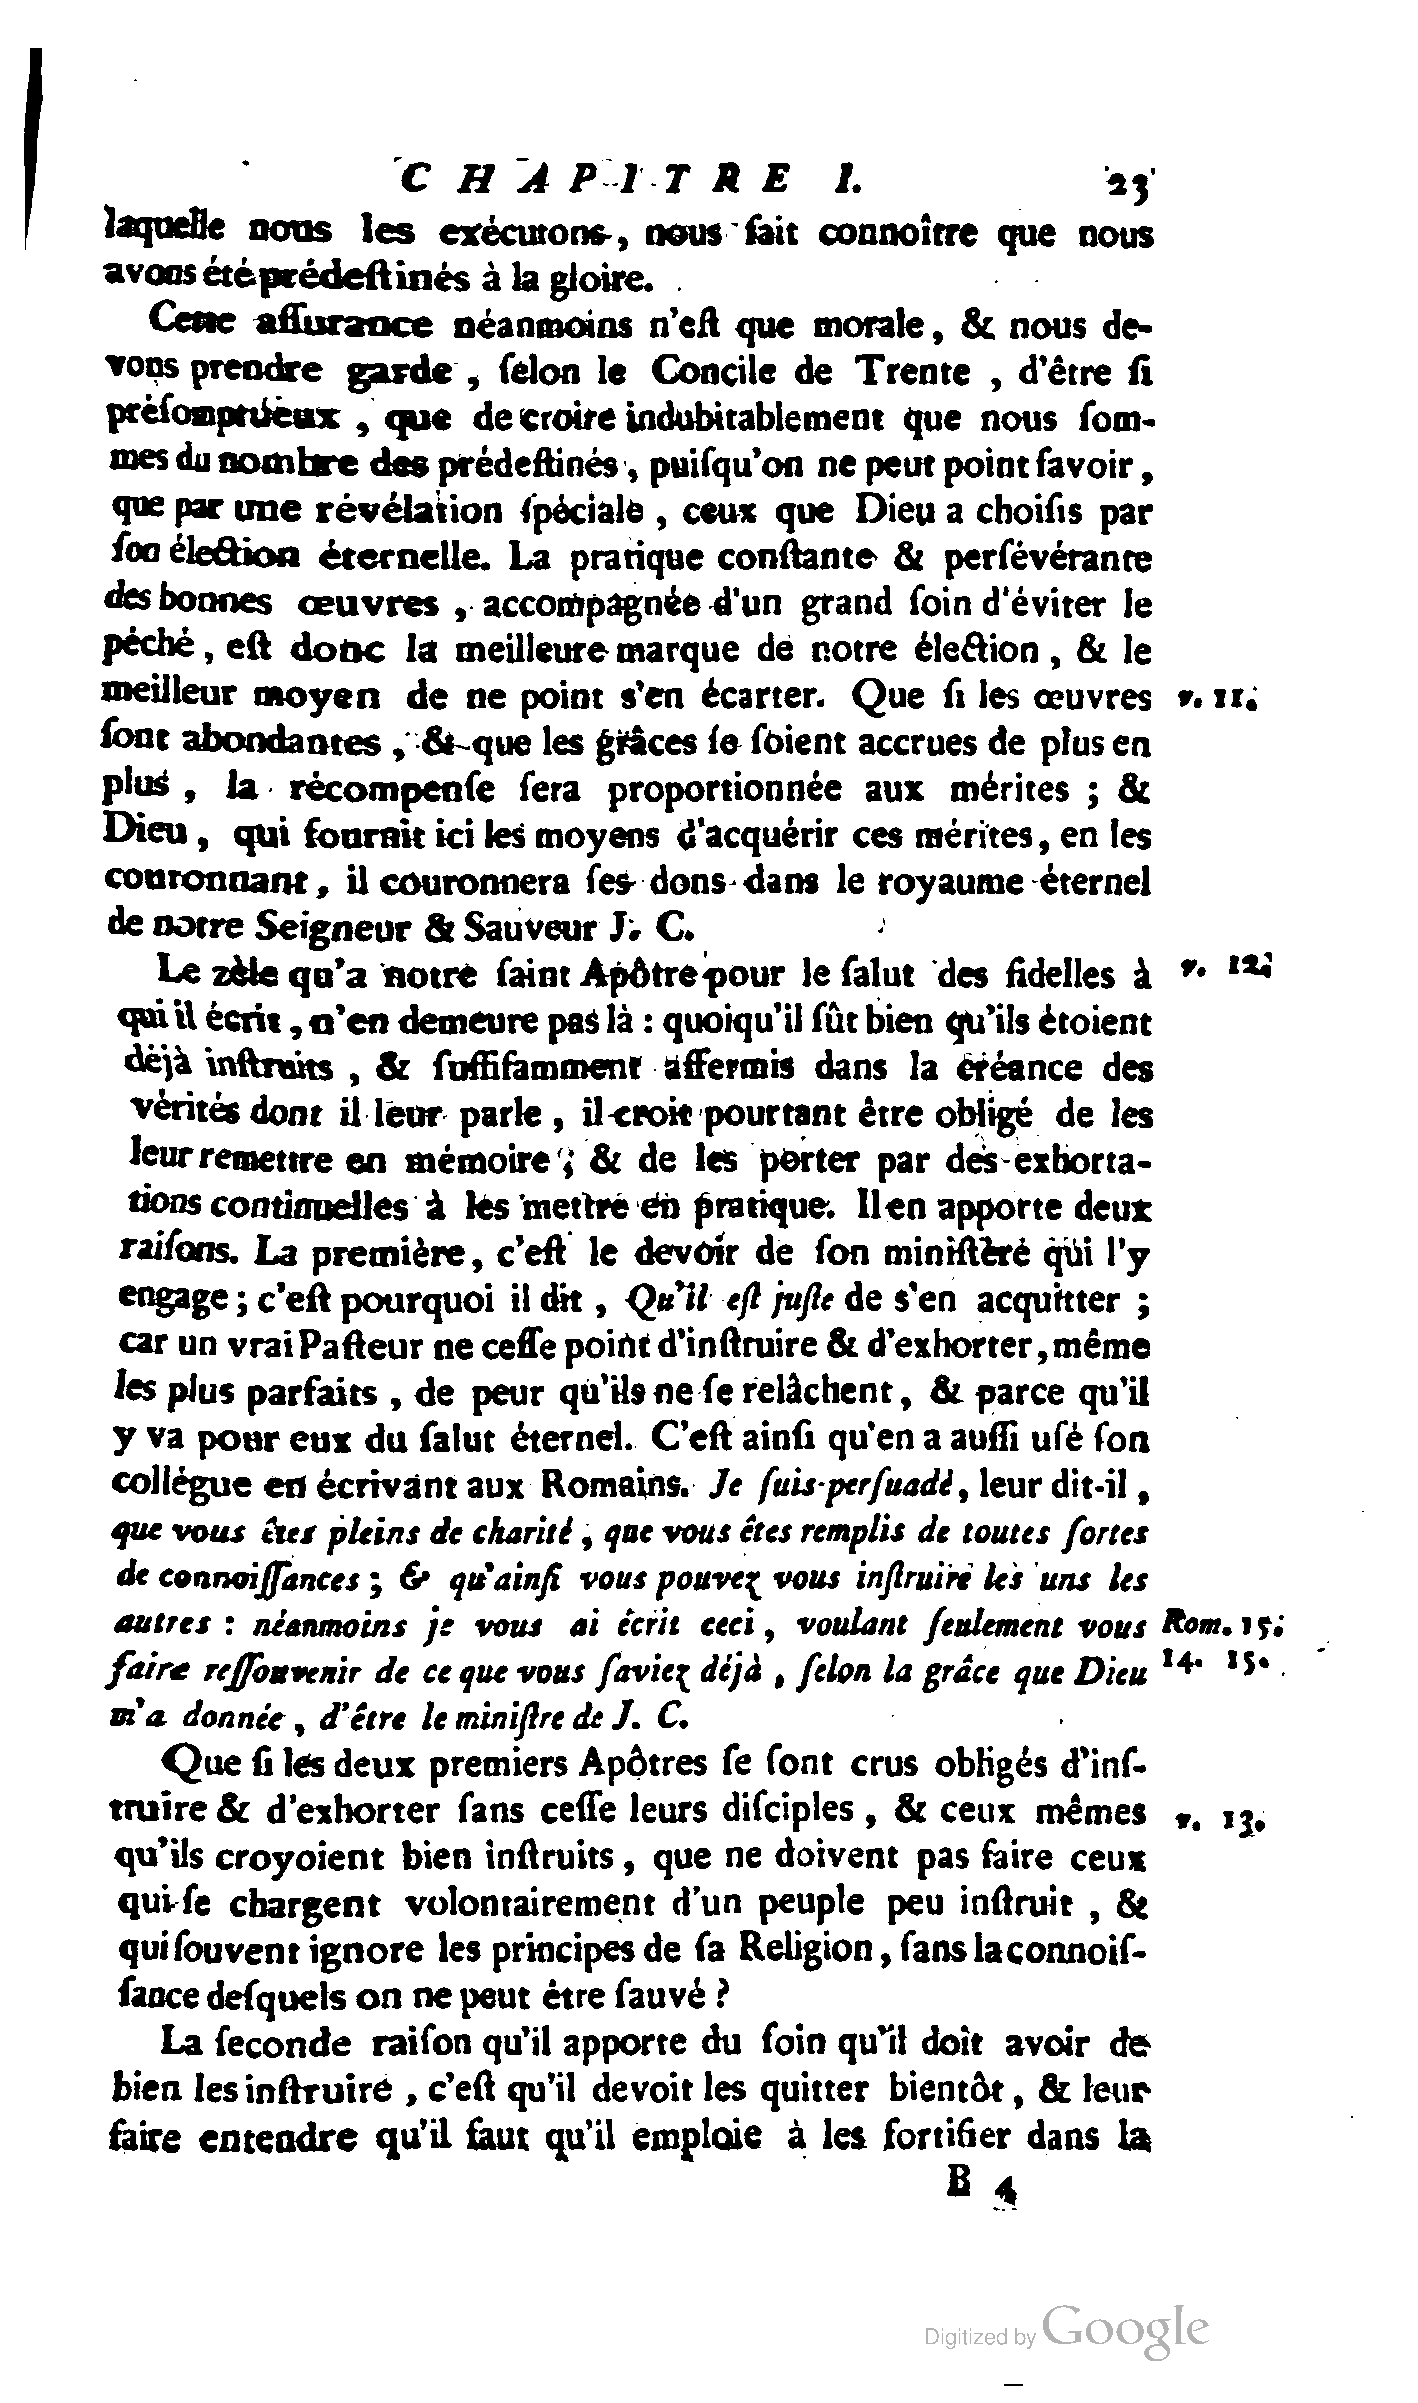 CHAPITRE I. 23
laquelle nous les exécutons, nous fait connoître que nous
avons été prédeſtinés à la gloire.
Cette aſſurance néanmoins n'eſt que morale, & nous de-
vons prendre garde, ſelon le Concile de Trente, d'être ſi
préſomptueux, que de croire indubitablement que nous ſom-
mes du nombre des prédeſtinés, puiſqu'on ne peut point ſavoir,
que par une révélation ſpéciale, ceux que Dieu a choiſis par
ſon élection éternelle. La pratique conſtante & perſévérante
des bonnes œuvres, accompagnée d'un grand ſoin d'éviter le
péché, eſt donc la meilleure marque de notre élection, & le
meilleur moyen de ne point s'en écarter. Que ſi les œuvres v. 11.
ſont abondantes, & que les grâces ſe ſoient accrues de plus en
plus, la récompenſe ſera proportionnée aux mérites ; &
Dieu, qui fournit ici les moyens d'acquérir ces mérites, en les
couronnant, il couronnera ſes dons dans le royaume éternel
de notre Seigneur & Sauveur J. C.
Le zèle qu'a notre ſaint Apôtre pour le ſalut des fidelles à v. 12.
qui il écrit, n'en demeure pas là : quoiqu'il ſût bien qu'ils étoient
déjà inſtruits, & ſuffiſamment affermis dans la créance des
vérités dont il leur parle, il croit pourtant être obligé de les
leur remettre en mémoire ; & de les porter par des exhorta-
tions continuelles à les mettre en pratique. Il en apporte deux
raiſons. La première, c'eſt le devoir de ſon miniſtère qui l'y
engage ; c'eſt pourquoi il dit, Qu'il eſt juſte de s'en acquitter ;
car un vrai Paſteur ne ceſſe point d'inſtruire & d'exhorter, même
les plus parfaits, de peur qu'ils ne ſe relâchent, & parce qu'il
y va pour eux du ſalut éternel. C'eſt ainſi qu'en a auſſi uſé ſon
collégue en écrivant aux Romains. Je ſuis perſuadé, leur dit-il,
que vous êtes pleins de charité, que vous êtes remplis de toutes ſortes
de connoiſſances ; & qu'ainſi vous pouvez vous inſtruire les uns les
autres : néanmoins je vous ai écrit ceci, voulant ſeulement vous Rom. 15.
faire reſſouvenir de ce que vous ſaviez déjà, ſelon la grâce que Dieu 14. 15.
m'a donnée, d'être le miniſtre de J. C.
Que ſi les deux premiers Apôtres ſe ſont crus obligés d'inſ-
truire & d'exhorter ſans ceſſe leurs diſciples, & ceux mêmes v. 13.
qu'ils croyoient bien inſtruits, que ne doivent pas faire ceux
qui ſe chargent volontairement d'un peuple peu inſtruit, &
qui ſouvent ignore les principes de ſa Religion, ſans la connoiſ-
ſance deſquels on ne peut être ſauvé ?
La ſeconde raiſon qu'il apporte du ſoin qu'il doit avoir de
bien les inſtruire, c'eſt qu'il devoit les quitter bientôt, & leur
faire entendre qu'il faut qu'il emploie à les fortifier dans la
B 4
Digitized by Google